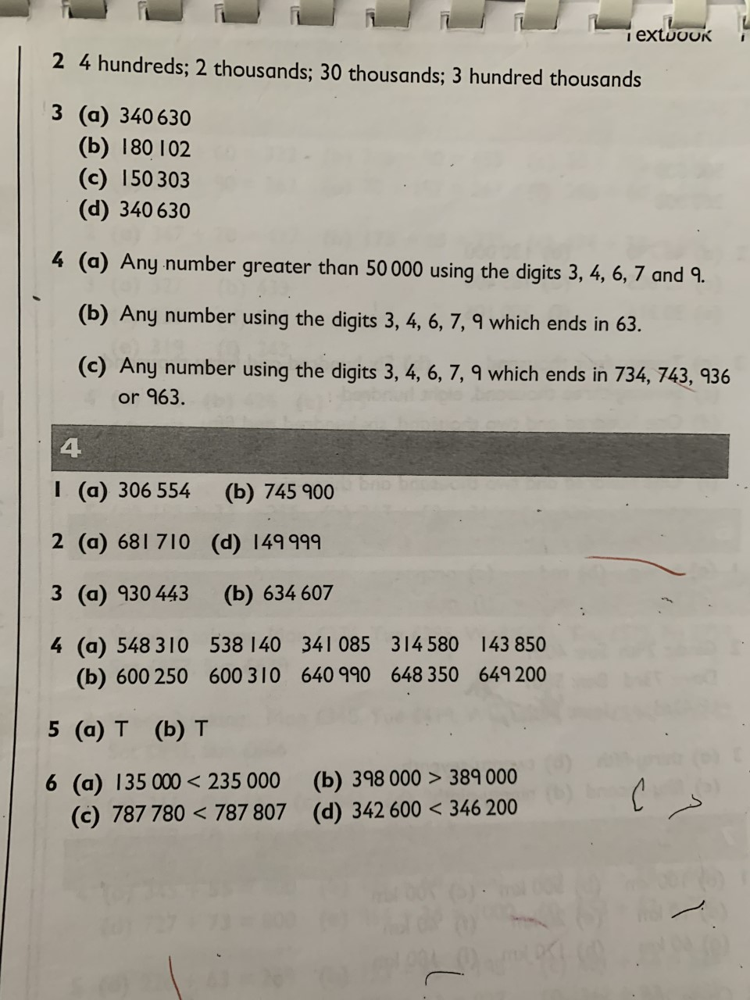 Textbook
2 4 hundreds; 2 thousands; 30 thousands; 3 hundred thousands
3 (a) 340 630
(b) 180 102
(c) 150 303
(d) 340 630
4 (a) Any number greater than 50 000 using the digits 3, 4, 6, 7 and 9.
(b) Any number using the digits 3, 4, 6, 7, 9 which ends in 63.
(c) Any number using the digits 3, 4, 6, 7, 9 which ends in 734, 743, 936
or 963.
4
1 (a) 306 554 (b) 745 900
2 (a) 681 710 (d) 149 999
3 (a) 930 443 (b) 634 607
4 (a) 548 310 538 140 341 085 314 580 143 850
(b) 600 250 600 310 640 990 648 350 649 200
5 (a) T (b) T
6 (a) 135 000 < 235 000 (b) 398 000 > 389 000
(c) 787 780 < 787 807 (d) 342 600 < 346 200